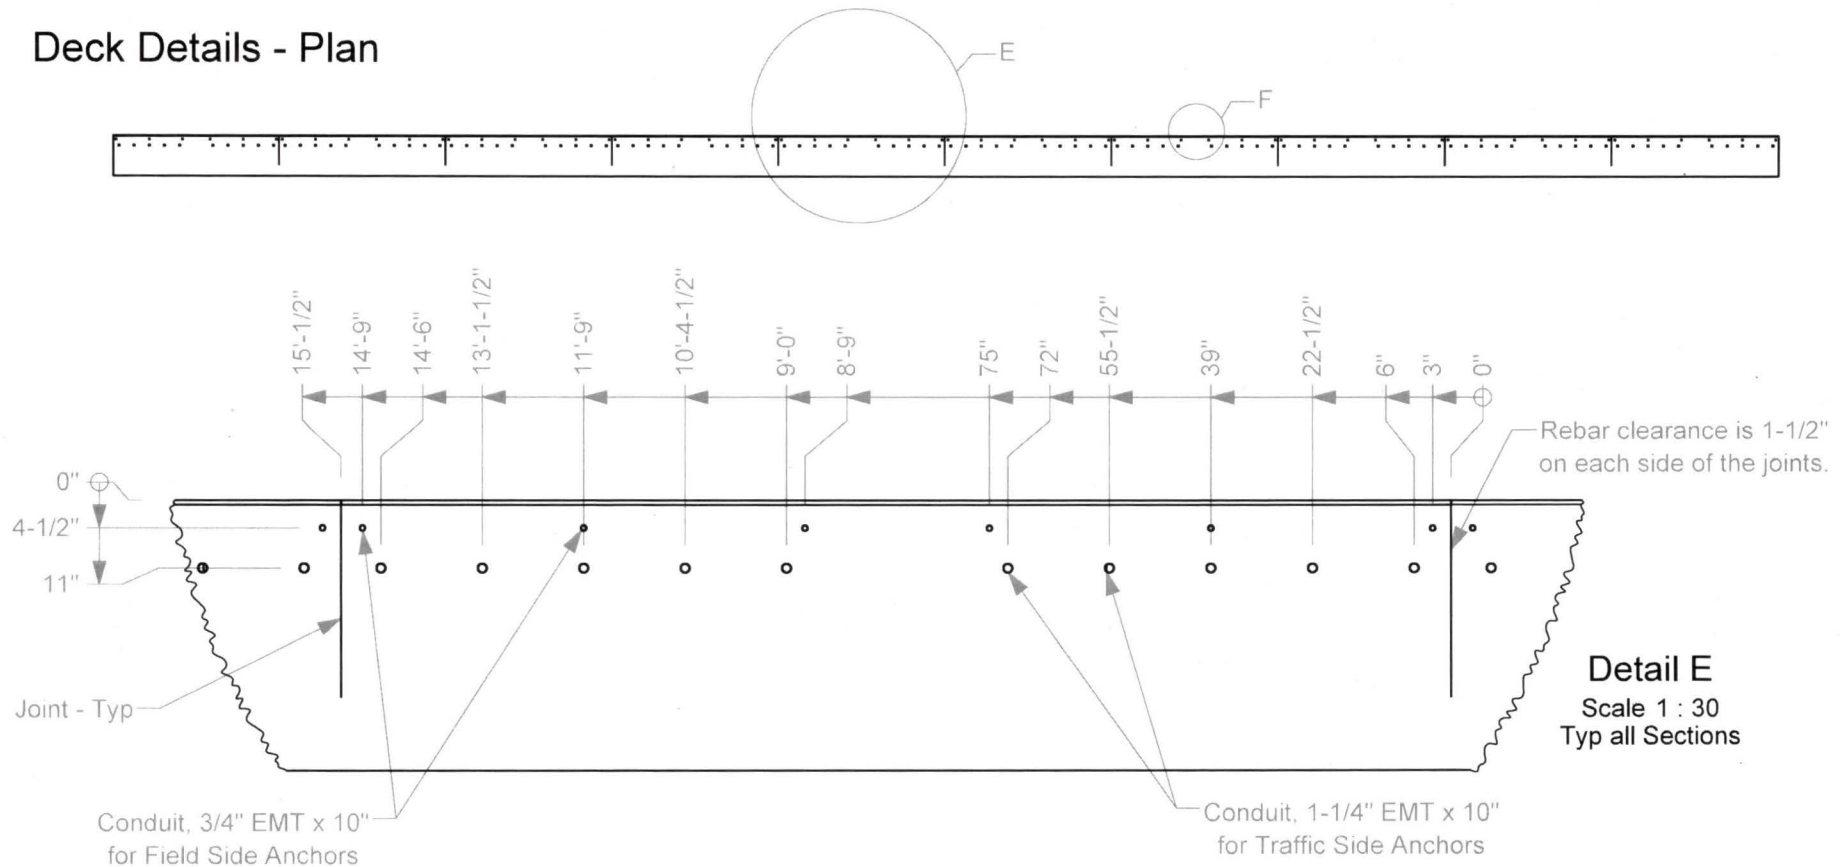 Deck Details - Plan
E
F
15'-1/2"
14'-9"
14'-6"
13'-1-1/2"
11'-9"
10'-4-1/2"
9'-0"
8'-9"
75"
72"
55-1/2"
39"
22-1/2"
6"
3"
0"
Rebar clearance is 1-1/2"
on each side of the joints.
0"
4-1/2"
11"
Joint - Typ
Detail E
Scale 1 : 30
Typ all Sections
Conduit, 3/4" EMT x 10"
for Field Side Anchors
Conduit, 1-1/4" EMT x 10"
for Traffic Side Anchors